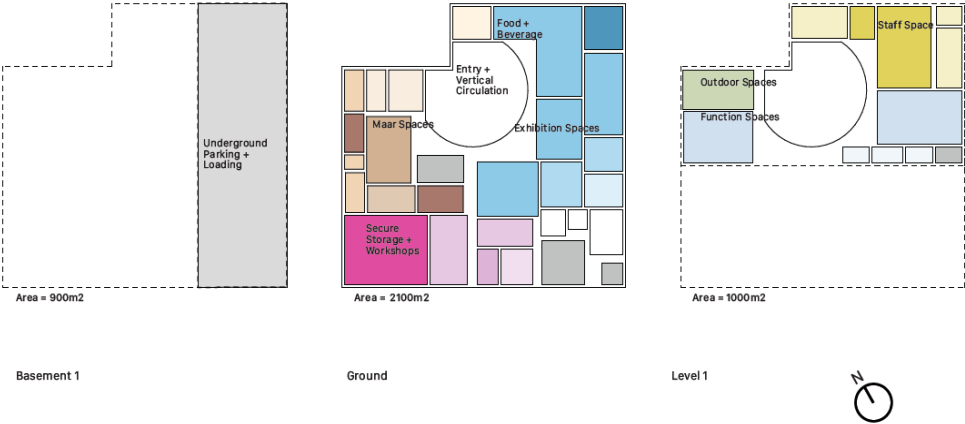 Underground
Parking +
Loading
Area = 900m2
Basement 1
Food +
Beverage
Entry +
Vertical
Circulation
Maar Spaces
Exhibition Spaces
Secure
Storage +
Workshops
Area = 2100m2
Ground
Staff Space
Outdoor Spaces
Function Spaces
Area = 1000m2
Level 1
N